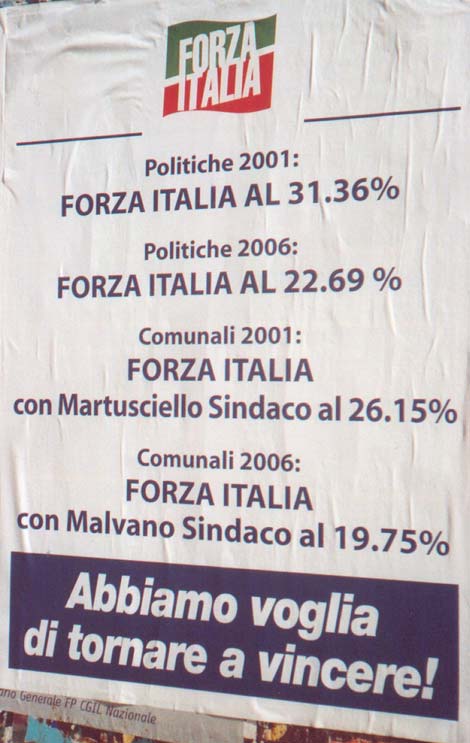 FORZA
ITALIA
Politiche 2001:
FORZA ITALIA AL 31.36%
Politiche 2006:
FORZA ITALIA AL 22.69 %
Comunali 2001:
FORZA ITALIA
con Martusciello Sindaco al 26.15%
Comunali 2006:
FORZA ITALIA
con Malvano Sindaco al 19.75%
Abbiamo voglia
di tornare a vincere!
Generale FP CGIL Nazionale